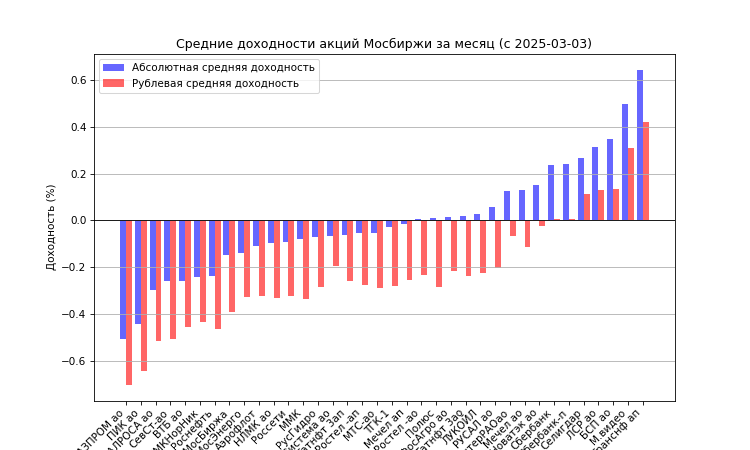 Средние доходности акций Мосбиржи за месяц (с 2025-03-03)
Абсолютная средняя доходность
Рублевая средняя доходность
Доходность (%)
0.6
0.4
0.2
0.0
−0.2
−0.4
−0.6
ПИК ао
СевСт-ао
ВТБ ао
Роснефть
МосБиржа
Аэрофлот
НЛМК ао
Россети
ММК
РусГидро
Ростел -ап
МТС-ао
ТГК-1
Мечел ап
Ростел -ао
Полюс
ЛУКОЙЛ
РУСАЛ ао
Мечел ао
Сбербанк
Селигдар
ЛСР ао
БСП ао
М.видео